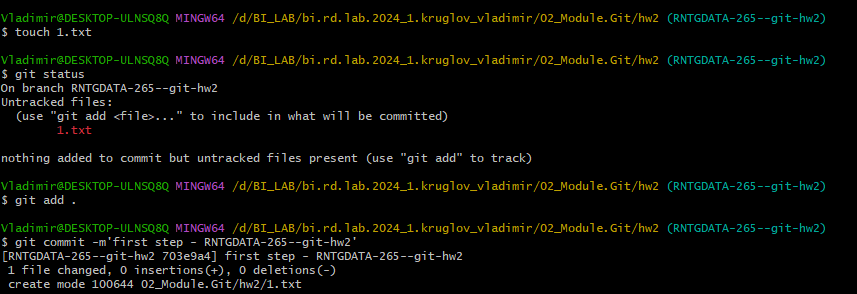 Vladimir@DESKTOP-ULNSQ8Q MINGW64 /d/BI_LAB/bi.rd.lab.2024_1.kruglov_vladimir/02_Module.Git/hw2 (RNTGDATA-265--git-hw2)
$ touch 1.txt
Vladimir@DESKTOP-ULNSQ8Q MINGW64 /d/BI_LAB/bi.rd.lab.2024_1.kruglov_vladimir/02_Module.Git/hw2 (RNTGDATA-265--git-hw2)
$ git status
On branch RNTGDATA-265--git-hw2
Untracked files:
  (use "git add <file>..." to include in what will be committed)
        1.txt
nothing added to commit but untracked files present (use "git add" to track)
Vladimir@DESKTOP-ULNSQ8Q MINGW64 /d/BI_LAB/bi.rd.lab.2024_1.kruglov_vladimir/02_Module.Git/hw2 (RNTGDATA-265--git-hw2)
$ git add .
Vladimir@DESKTOP-ULNSQ8Q MINGW64 /d/BI_LAB/bi.rd.lab.2024_1.kruglov_vladimir/02_Module.Git/hw2 (RNTGDATA-265--git-hw2)
$ git commit -m'first step - RNTGDATA-265--git-hw2'
[RNTGDATA-265--git-hw2 703e9a4] first step - RNTGDATA-265--git-hw2
 1 file changed, 0 insertions(+), 0 deletions(-)
 create mode 100644 02_Module.Git/hw2/1.txt